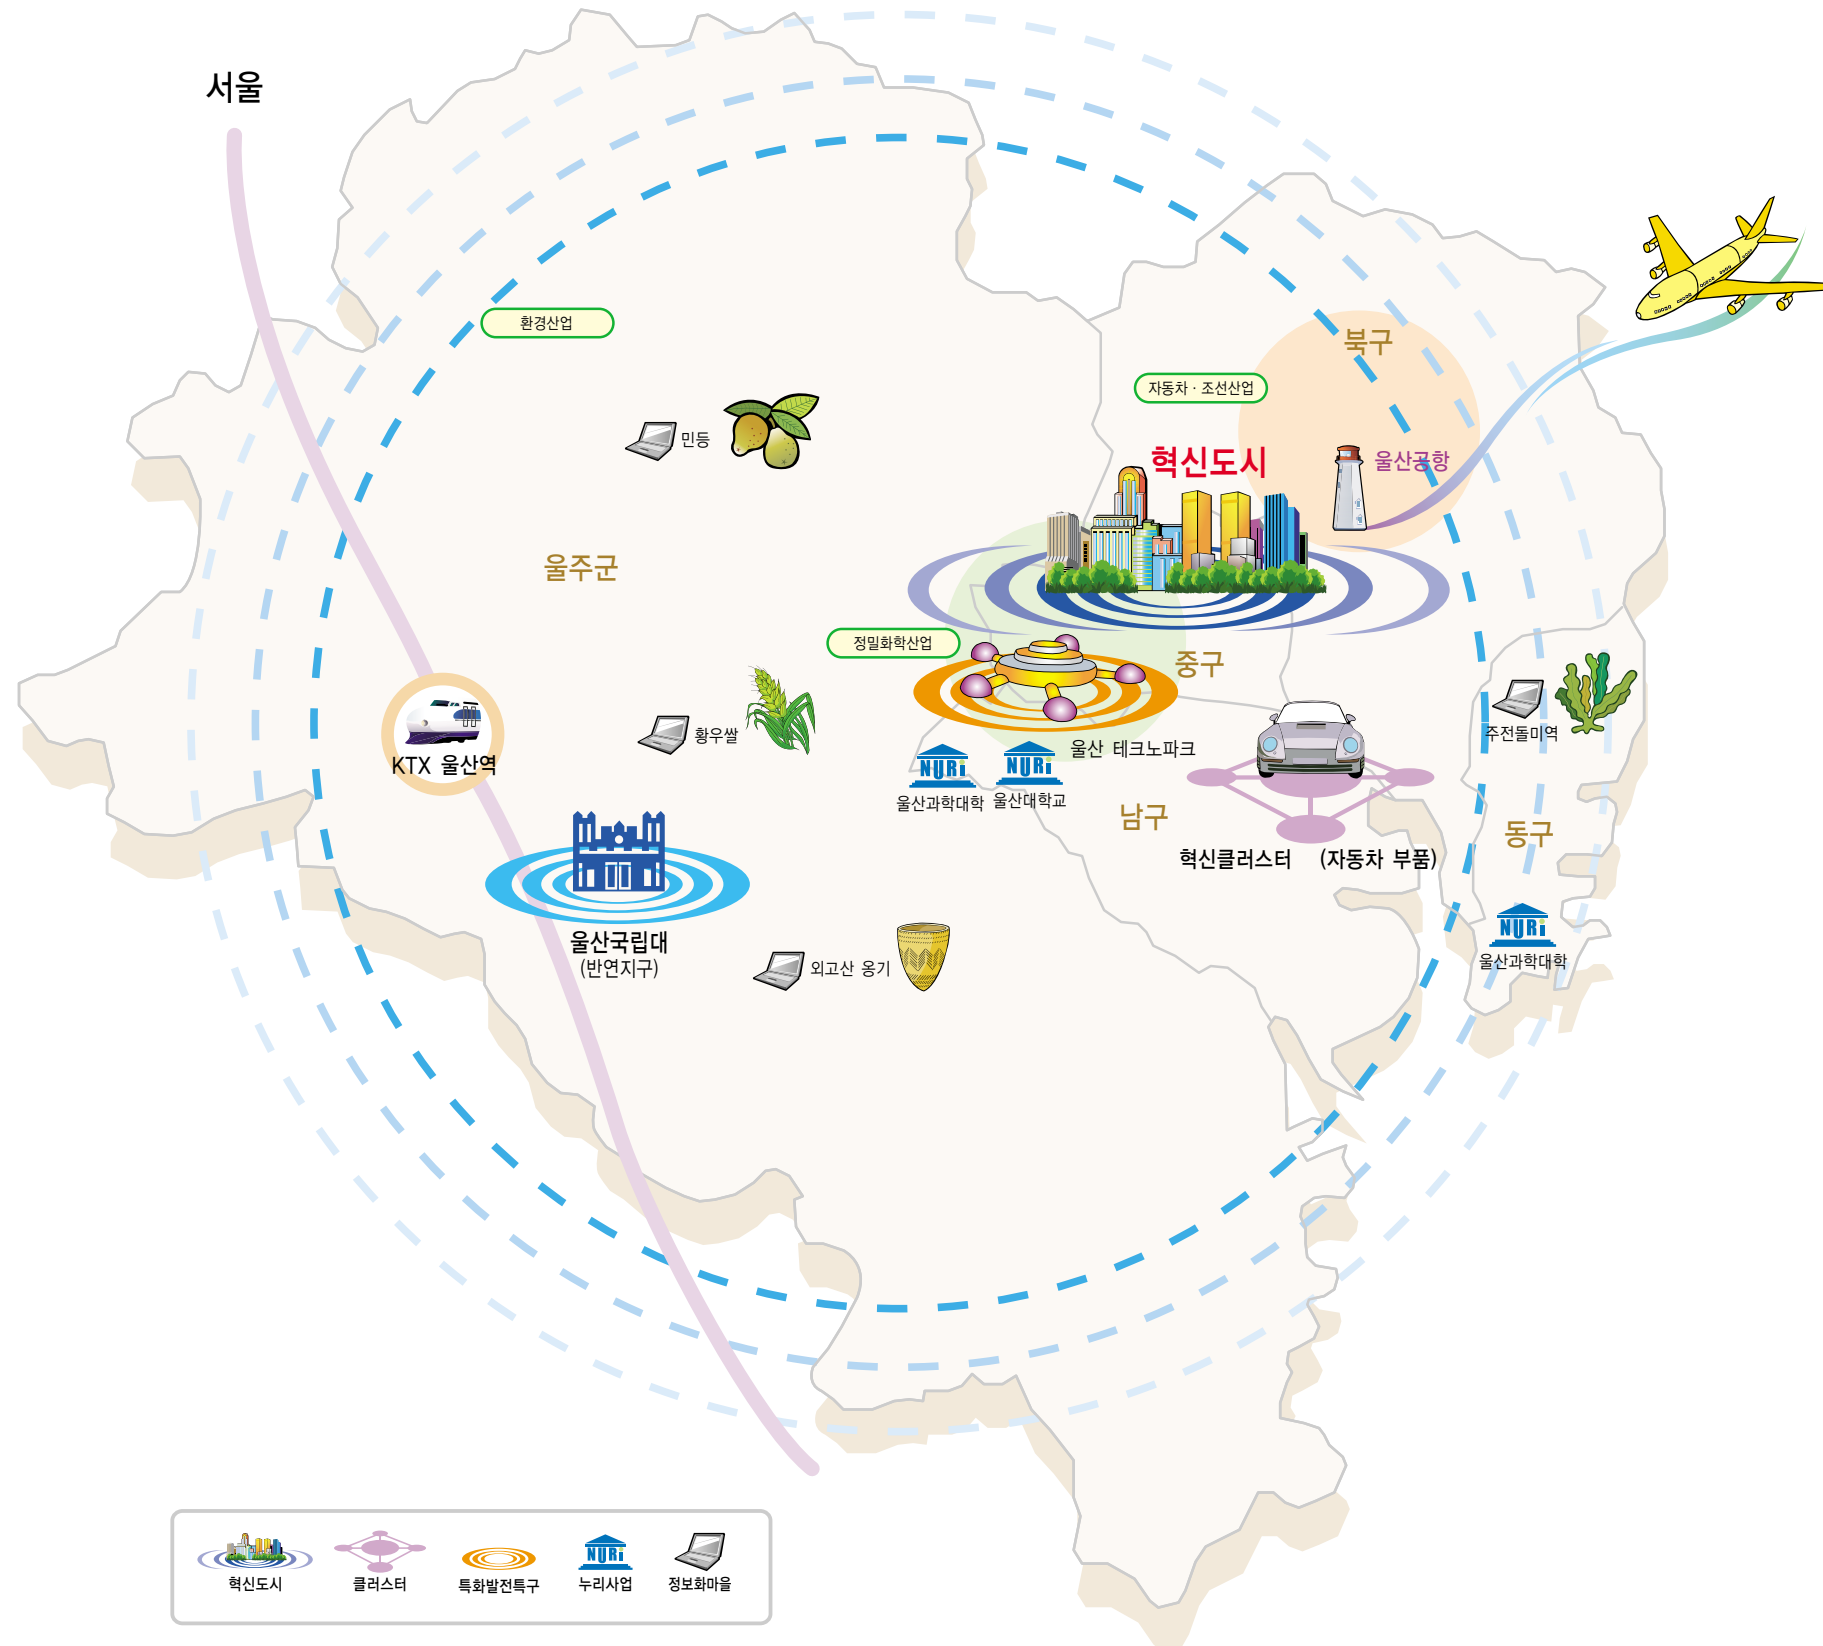 서울
환경산업
북구
자동차 · 조선산업
민등
혁신도시
울산공항
울주군
정밀화학산업
중구
황우쌀
주전돌미역
KTX 울산역
울산 테크노파크
NURi
울산과학대학
NURi
울산대학교
남구
동구
혁신클러스터 (자동차 부품)
NURi
울산과학대학
울산국립대
(반연지구)
외고산 옹기
혁신도시
클러스터
특화발전특구
NURi
누리사업
정보화마을